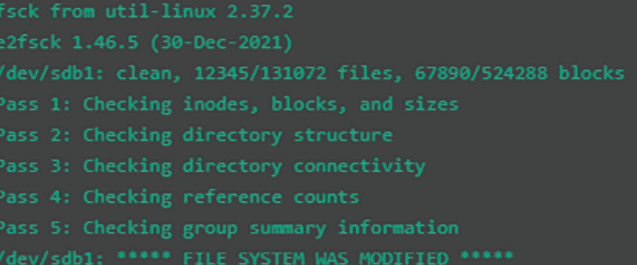 fsck from util-linux 2.37.2
e2fsck 1.46.5 (30-Dec-2021)
/dev/sdb1: clean, 12345/131072 files, 67890/524288 blocks
Pass 1: Checking inodes, blocks, and sizes
Pass 2: Checking directory structure
Pass 3: Checking directory connectivity
Pass 4: Checking reference counts
Pass 5: Checking group summary information
/dev/sdb1: ***** FILE SYSTEM WAS MODIFIED *****